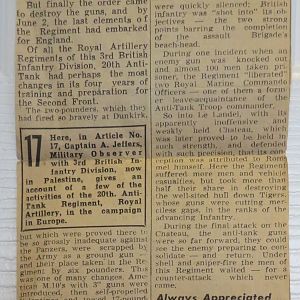 But finally the order came
to destroy the guns, and by
June 2, the last elements of
the Regiment had embarked
for England.
Of all the Royal Artillery
Regiments of this 3rd British
Infantry Division, 20th Anti-
Tank had perhaps the most
changes in its four years of
training and preparation for
the Second Front.
The two-pounders, which they
had fired so bravely at Dunkirk,
17 Here, in Article No.
17, Captain A. Jeffers,
Military Observer
with 3rd British In-
fantry Division, now
in Palestine, gives an
account of a few of the
activities of the 20th. Anti-
Tank Regiment, Royal
Artillery, in the campaign
in Europe.
but which proved there to be
so grossly inadequate against
the Panzers, were scrapped by
the Army as a ground gun —
and their place taken in the Re-
giment by six pounders. This
was one of many changes. Amer-
ican M.10's with 3" guns were
produced, then self-propelled
were quickly silenced; British
infantry was "shot" into its ob-
jectives — the two strong
points barring the completion
of the assault Brigade's
beach-head.
During one incident when an
enemy gun was knocked out
and almost 100 men taken pri-
soner, the Regiment "liberated"
two Royal Marine Commando
Officers — one of them a form-
er leave acquaintance of the
Anti-Tank Troop commander.
So into Le Landel, with its
apparently inoffensive and
weakly held Chateau, which
was later proved to be held
with such strength, and defended
with such precision, that its con-
ception was attributed to Rom-
mel himself. Here the Regiment
suffered more men and vehicle
casualties, but took more than
their half share in destroying
the well-sited hull down Tigers—
whose guns were cutting mer-
ciless gaps, in the ranks of the
advancing Infantry.
During the final attack on the
Chateau, the anti-tank guns
were so far forward, they could
see the enemy preparing to con-
solidate — and return. Under
shell and sniper-fire the men of
this Regiment waited — for a
counter-attack which never
came.
Always Appreciated